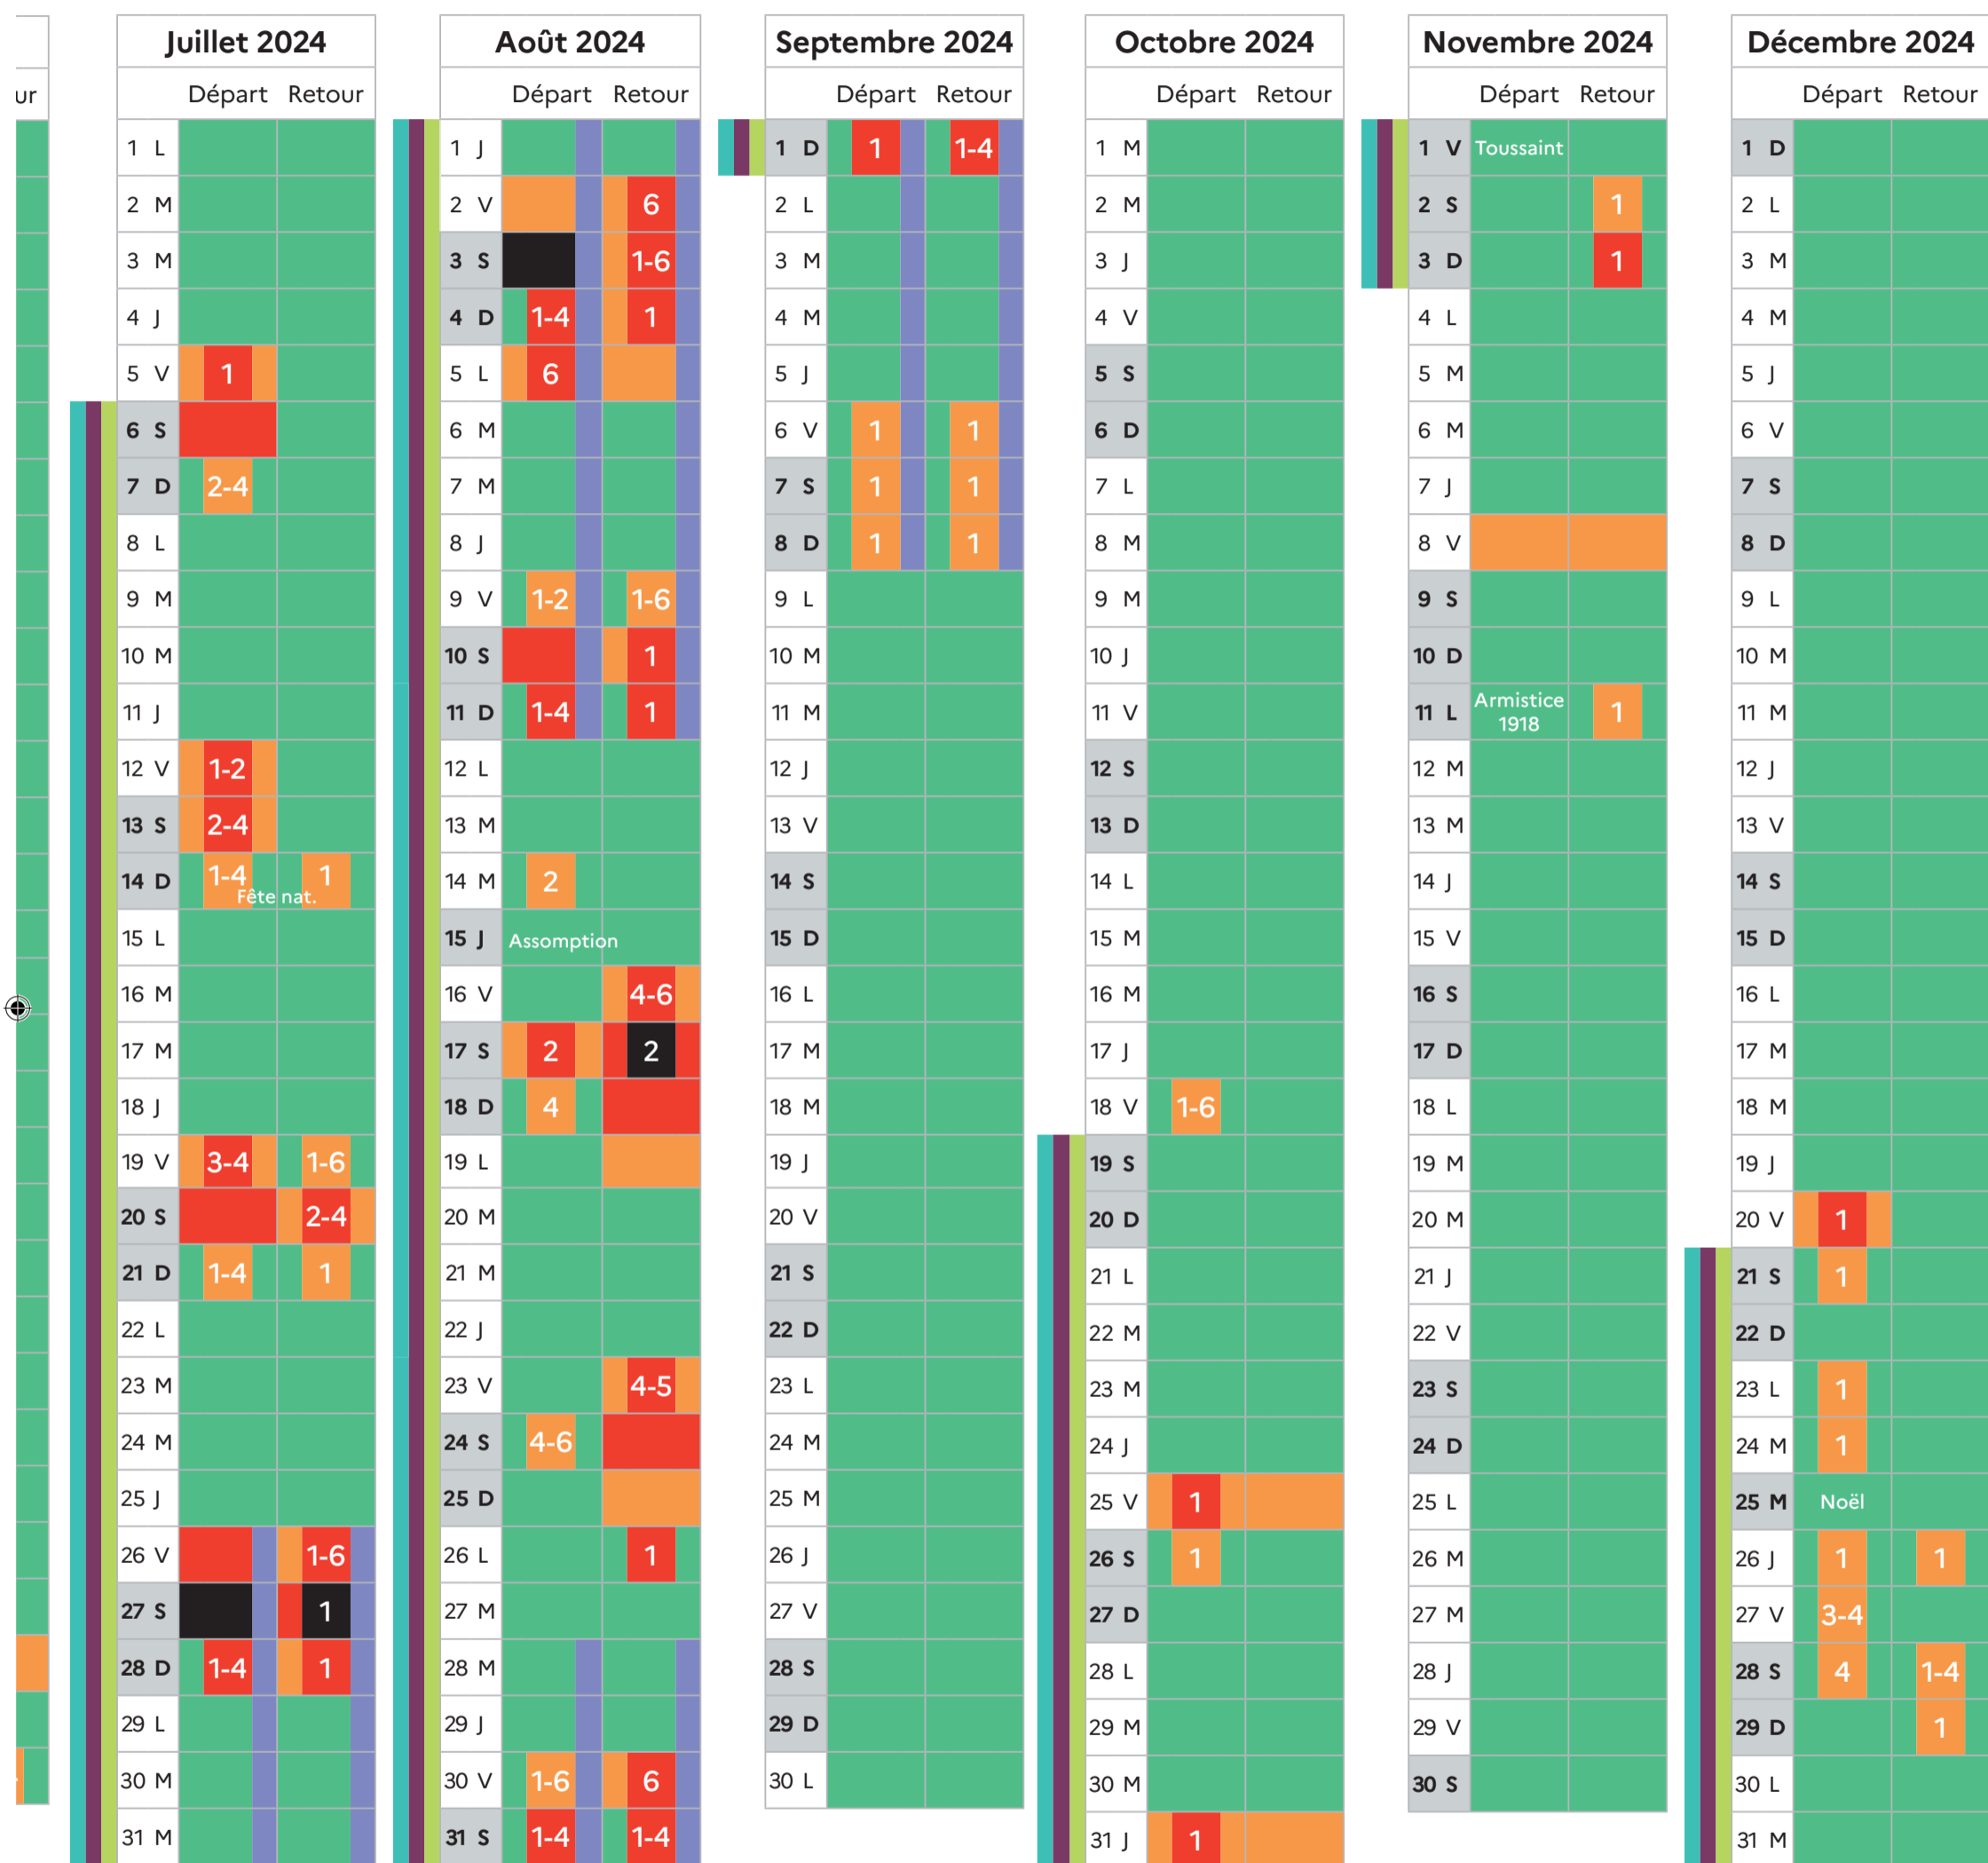 ur
Juillet 2024
Départ Retour
1 L
2 M
3 M
4 J
5 V 1
6 S
7 D 2-4
8 L
9 M
10 M
11 J
12 V 1-2
13 S 2-4
14 D 1-4 1
Fête nat.
15 L
16 M
17 M
18 J
19 V 3-4 1-6
20 S 2-4
21 D 1-4 1
22 L
23 M
24 M
25 J
26 V 1-6
27 S 1
28 D 1-4 1
29 L
30 M
31 M
Août 2024
Départ Retour
1 J
2 V 6
3 S 1-6
4 D 1-4 1
5 L 6
6 M
7 M
8 J
9 V 1-2 1-6
10 S 1
11 D 1-4 1
12 L
13 M
14 M 2
15 J Assomption
16 V 4-6
17 S 2 2
18 D 4
19 L
20 M
21 M
22 J
23 V 4-5
24 S 4-6
25 D
26 L 1
27 M
28 M
29 J
30 V 1-6 6
31 S 1-4 1-4
Septembre 2024
Départ Retour
1 D 1 1-4
2 L
3 M
4 M
5 J
6 V 1 1
7 S 1 1
8 D 1 1
9 L
10 M
11 M
12 J
13 V
14 S
15 D
16 L
17 M
18 M
19 J
20 V
21 S
22 D
23 L
24 M
25 M
26 J
27 V
28 S
29 D
30 L
Octobre 2024
Départ Retour
1 M
2 M
3 J
4 V
5 S
6 D
7 L
8 M
9 M
10 J
11 V
12 S
13 D
14 L
15 M
16 M
17 J
18 V 1-6
19 S
20 D
21 L
22 M
23 M
24 J
25 V 1
26 S 1
27 D
28 L
29 M
30 M
31 J 1
Novembre 2024
Départ Retour
1 V Toussaint
2 S 1
3 D 1
4 L
5 M
6 M
7 J
8 V
9 S
10 D
11 L Armistice 1
1918
12 M
13 M
14 J
15 V
16 S
17 D
18 L
19 M
20 M
21 J
22 V
23 S
24 D
25 L
26 M
27 M
28 J
29 V
30 S
Décembre 2024
Départ Retour
1 D
2 L
3 M
4 M
5 J
6 V
7 S
8 D
9 L
10 M
11 M
12 J
13 V
14 S
15 D
16 L
17 M
18 M
19 J
20 V 1
21 S 1
22 D
23 L 1
24 M 1
25 M Noël
26 J 1 1
27 V 3-4
28 S 4 1-4
29 D 1
30 L
31 M